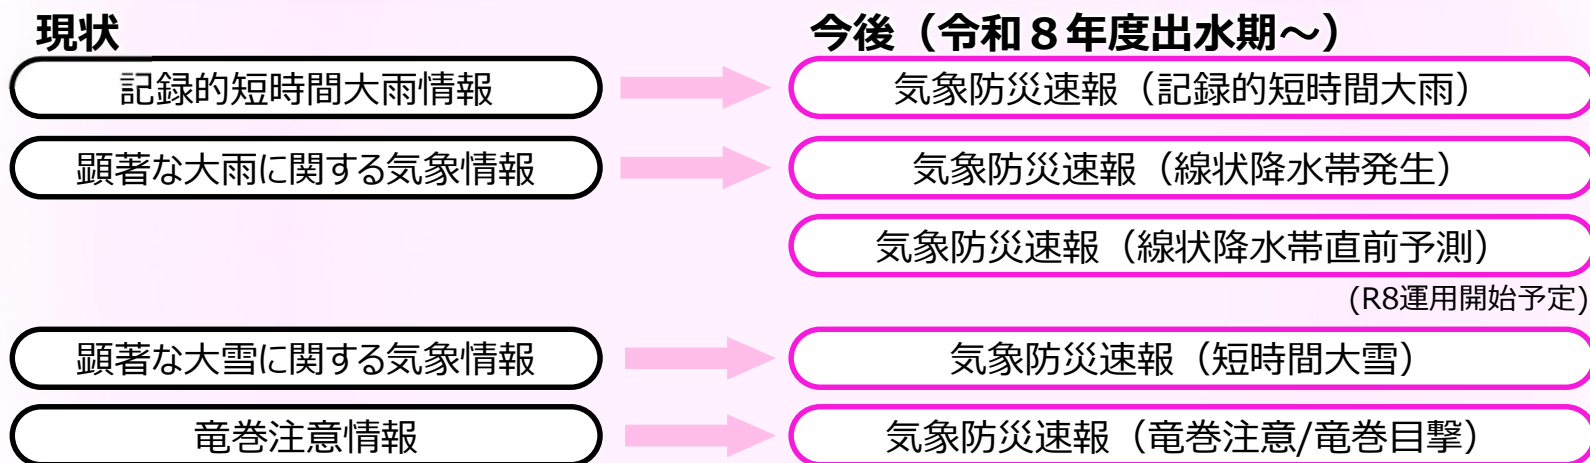 現状
今後（令和８年度出水期～）
記録的短時間大雨情報
気象防災速報（記録的短時間大雨）
顕著な大雨に関する気象情報
気象防災速報（線状降水帯発生）
気象防災速報（線状降水帯直前予測）
(R8運用開始予定)
顕著な大雪に関する気象情報
気象防災速報（短時間大雪）
竜巻注意情報
気象防災速報（竜巻注意/竜巻目撃）